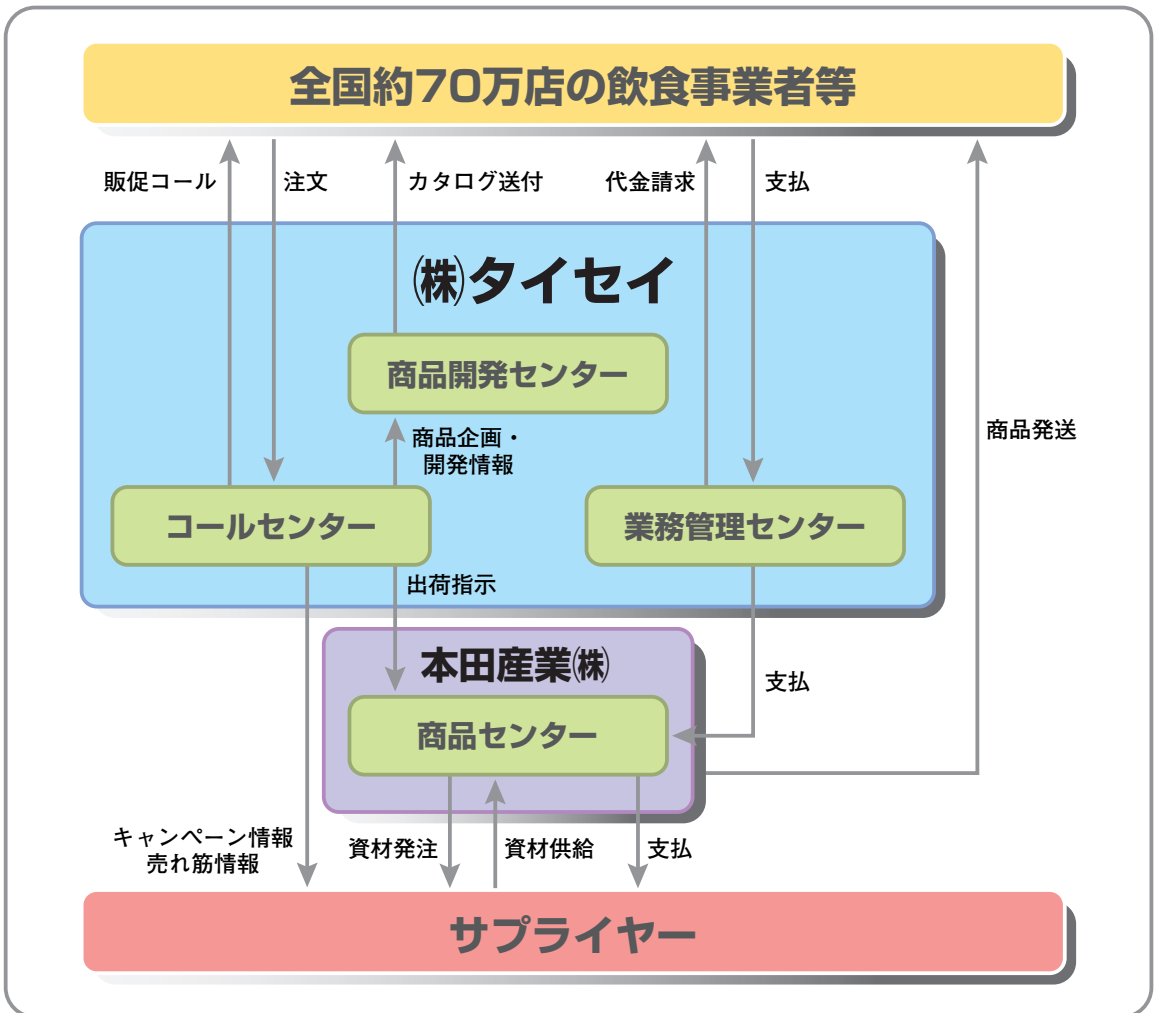 全国約70万店の飲食事業者等
販促コール
注文
カタログ送付
代金請求
支払
㈱タイセイ
商品開発センター
商品企画・
開発情報
商品発送
コールセンター
業務管理センター
出荷指示
本田産業㈱
商品センター
支払
キャンペーン情報
売れ筋情報
資材発注
資材供給
支払
サプライヤー